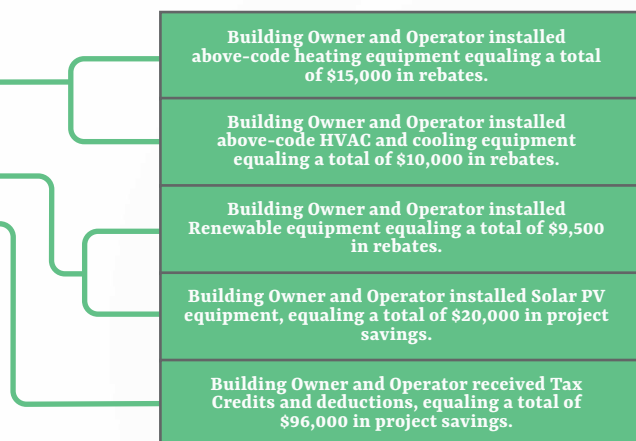 Building Owner and Operator installed
above-code heating equipment equaling a total
of $15,000 in rebates.
Building Owner and Operator installed
above-code HVAC and cooling equipment
equaling a total of $10,000 in rebates.
Building Owner and Operator installed
Renewable equipment equaling a total of $9,500
in rebates.
Building Owner and Operator installed Solar PV
equipment, equaling a total of $20,000 in project
savings.
Building Owner and Operator received Tax
Credits and deductions, equaling a total of
$96,000 in project savings.